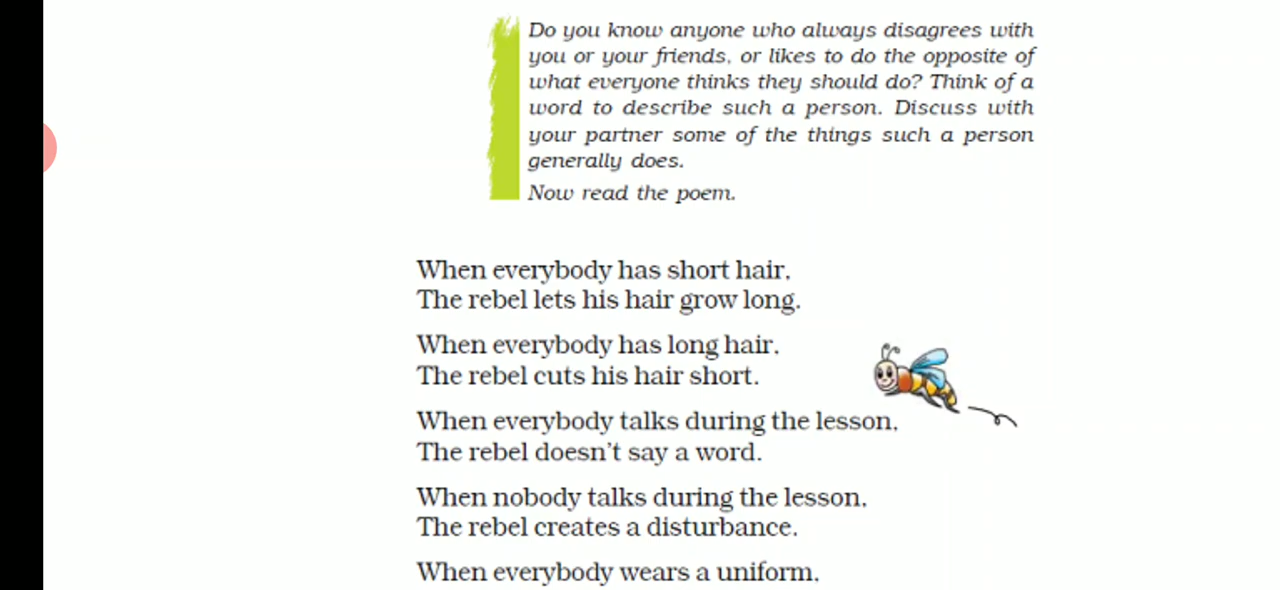 Do you know anyone who always disagrees with
you or your friends, or likes to do the opposite of
what everyone thinks they should do? Think of a
word to describe such a person. Discuss with
your partner some of the things such a person
generally does.
Now read the poem.
When everybody has short hair,
The rebel lets his hair grow long.
When everybody has long hair,
The rebel cuts his hair short.
When everybody talks during the lesson,
The rebel doesn't say a word.
When nobody talks during the lesson,
The rebel creates a disturbance.
When everybody wears a uniform,